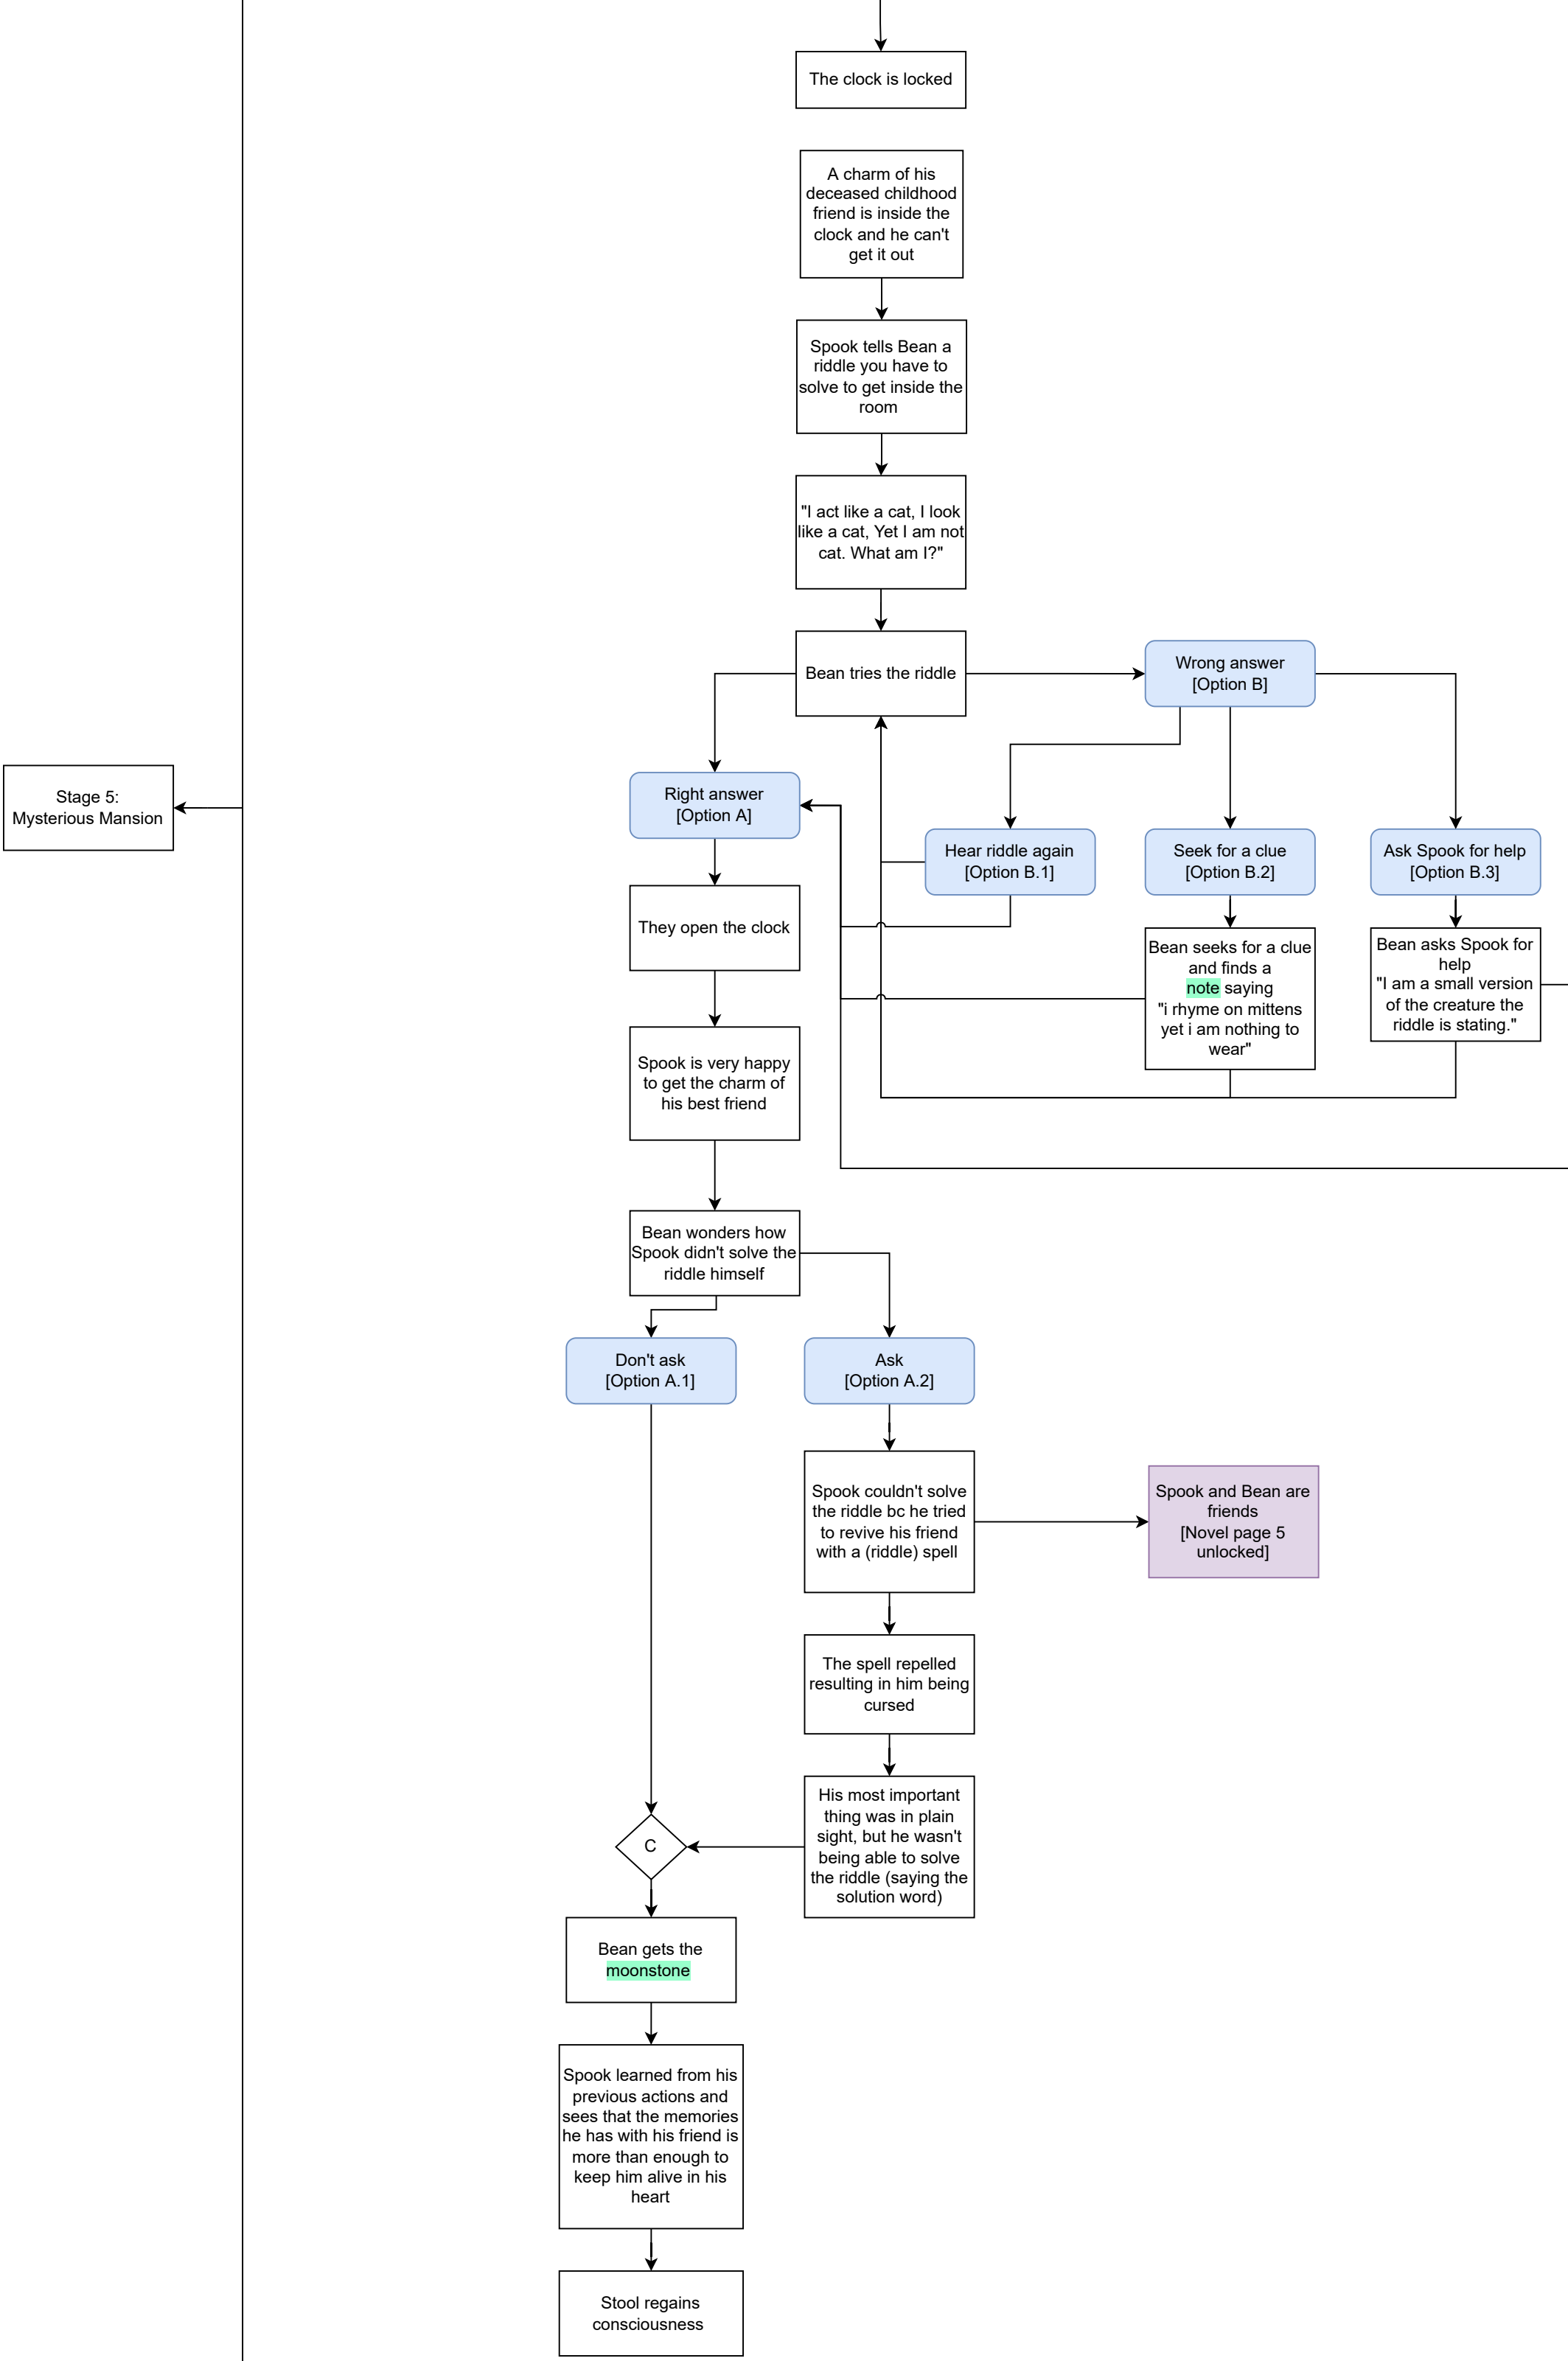 The clock is locked
A charm of his
deceased childhood
friend is inside the
clock and he can't
get it out
Spook tells Bean a
riddle you have to
solve to get inside the
room
"I act like a cat, I look
like a cat, Yet I am not
cat. What am I?"
Bean tries the riddle
Wrong answer
[Option B]
Stage 5:
Mysterious Mansion
Right answer
[Option A]
Hear riddle again
[Option B.1]
Seek for a clue
[Option B.2]
Ask Spook for help
[Option B.3]
They open the clock
Bean seeks for a clue
and finds a
note saying
"i rhyme on mittens
yet i am nothing to
wear"
Bean asks Spook for
help
"I am a small version
of the creature the
riddle is stating."
Spook is very happy
to get the charm of
his best friend
Bean wonders how
Spook didn't solve the
riddle himself
Don't ask
[Option A.1]
Ask
[Option A.2]
Spook couldn't solve
the riddle bc he tried
to revive his friend
with a (riddle) spell
Spook and Bean are
friends
[Novel page 5
unlocked]
The spell repelled
resulting in him being
cursed
His most important
thing was in plain
sight, but he wasn't
being able to solve
the riddle (saying the
solution word)
C
Bean gets the
moonstone
Spook learned from his
previous actions and
sees that the memories
he has with his friend is
more than enough to
keep him alive in his
heart
Stool regains
consciousness